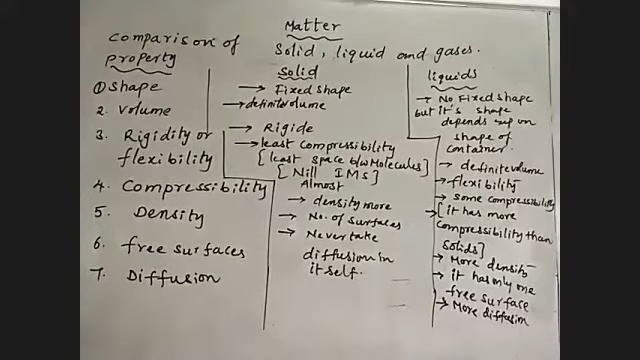 Matter
Solid, liquid and gases.
Comparison of
property
① Shape
2. Volume
3. Rigidity or
flexibility
4. Compressibility
5. Density
6. free surfaces
7. Diffusion
Solid
→ Fixed shape
→ definite volume
→ Rigide
→ least compressibility
[least space b/w Molecules]
[Nill IMS]
Almost
→ density more
→ No. of surfaces
→ Never take
diffusion in
itself.
liquids
→ No Fixed shape
but it's shape
depends up on
shape of
container.
→ definite volume
→ flexibility
→ some compressibility
→ [it has more
compressibility than
solids]
→ More density
→ it has only one
free surface
→ More diffusion